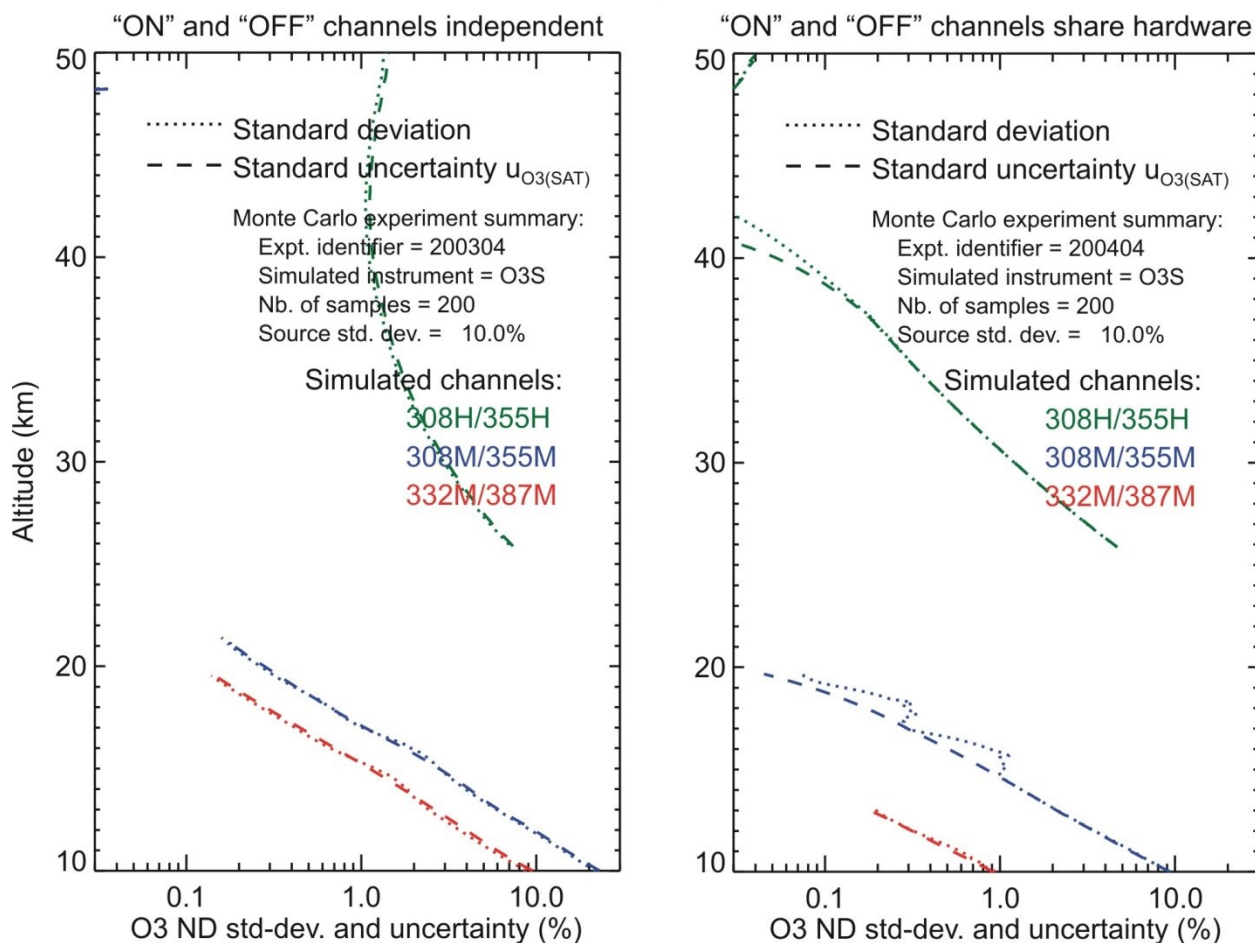 “ON” and “OFF” channels independent
50
40
30
20
10
Altitude (km)
Standard deviation
Standard uncertainty uO3(SAT)
Monte Carlo experiment summary:
Expt. identifier = 200304
Simulated instrument = O3S
Nb. of samples = 200
Source std. dev. = 10.0%
Simulated channels:
308H/355H
308M/355M
332M/387M
0.1 1.0 10.0
O3 ND std-dev. and uncertainty (%)
“ON” and “OFF” channels share hardware
50
40
30
20
10
Standard deviation
Standard uncertainty uO3(SAT)
Monte Carlo experiment summary:
Expt. identifier = 200404
Simulated instrument = O3S
Nb. of samples = 200
Source std. dev. = 10.0%
Simulated channels:
308H/355H
308M/355M
332M/387M
0.1 1.0 10.0
O3 ND std-dev. and uncertainty (%)